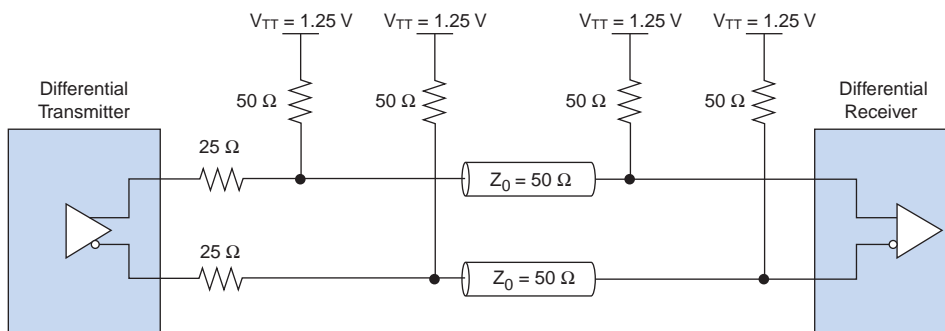 V_TT = 1.25 V V_TT = 1.25 V V_TT = 1.25 V V_TT = 1.25 V
Differential
Transmitter
Differential
Receiver
50 Ω 50 Ω 50 Ω 50 Ω
25 Ω
Z_0 = 50 Ω
25 Ω
Z_0 = 50 Ω